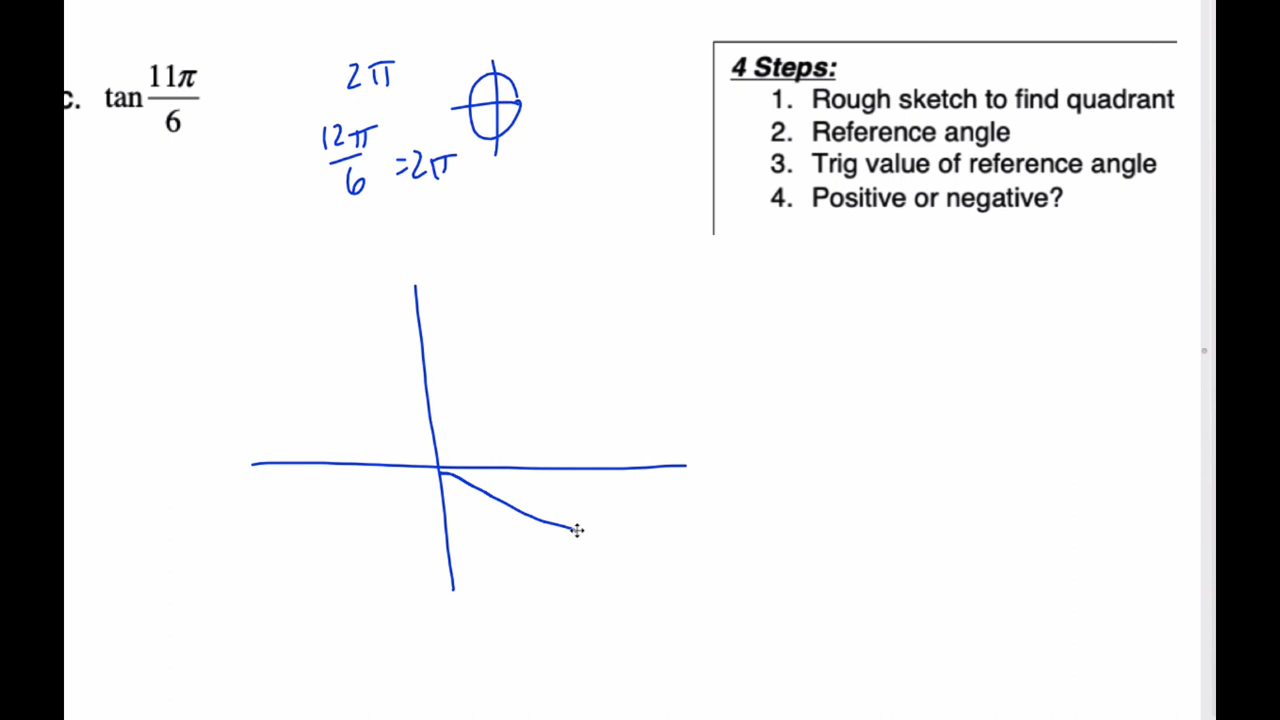 c. tan 11π/6
2π
12π/6 = 2π
4 Steps:
1. Rough sketch to find quadrant
2. Reference angle
3. Trig value of reference angle
4. Positive or negative?